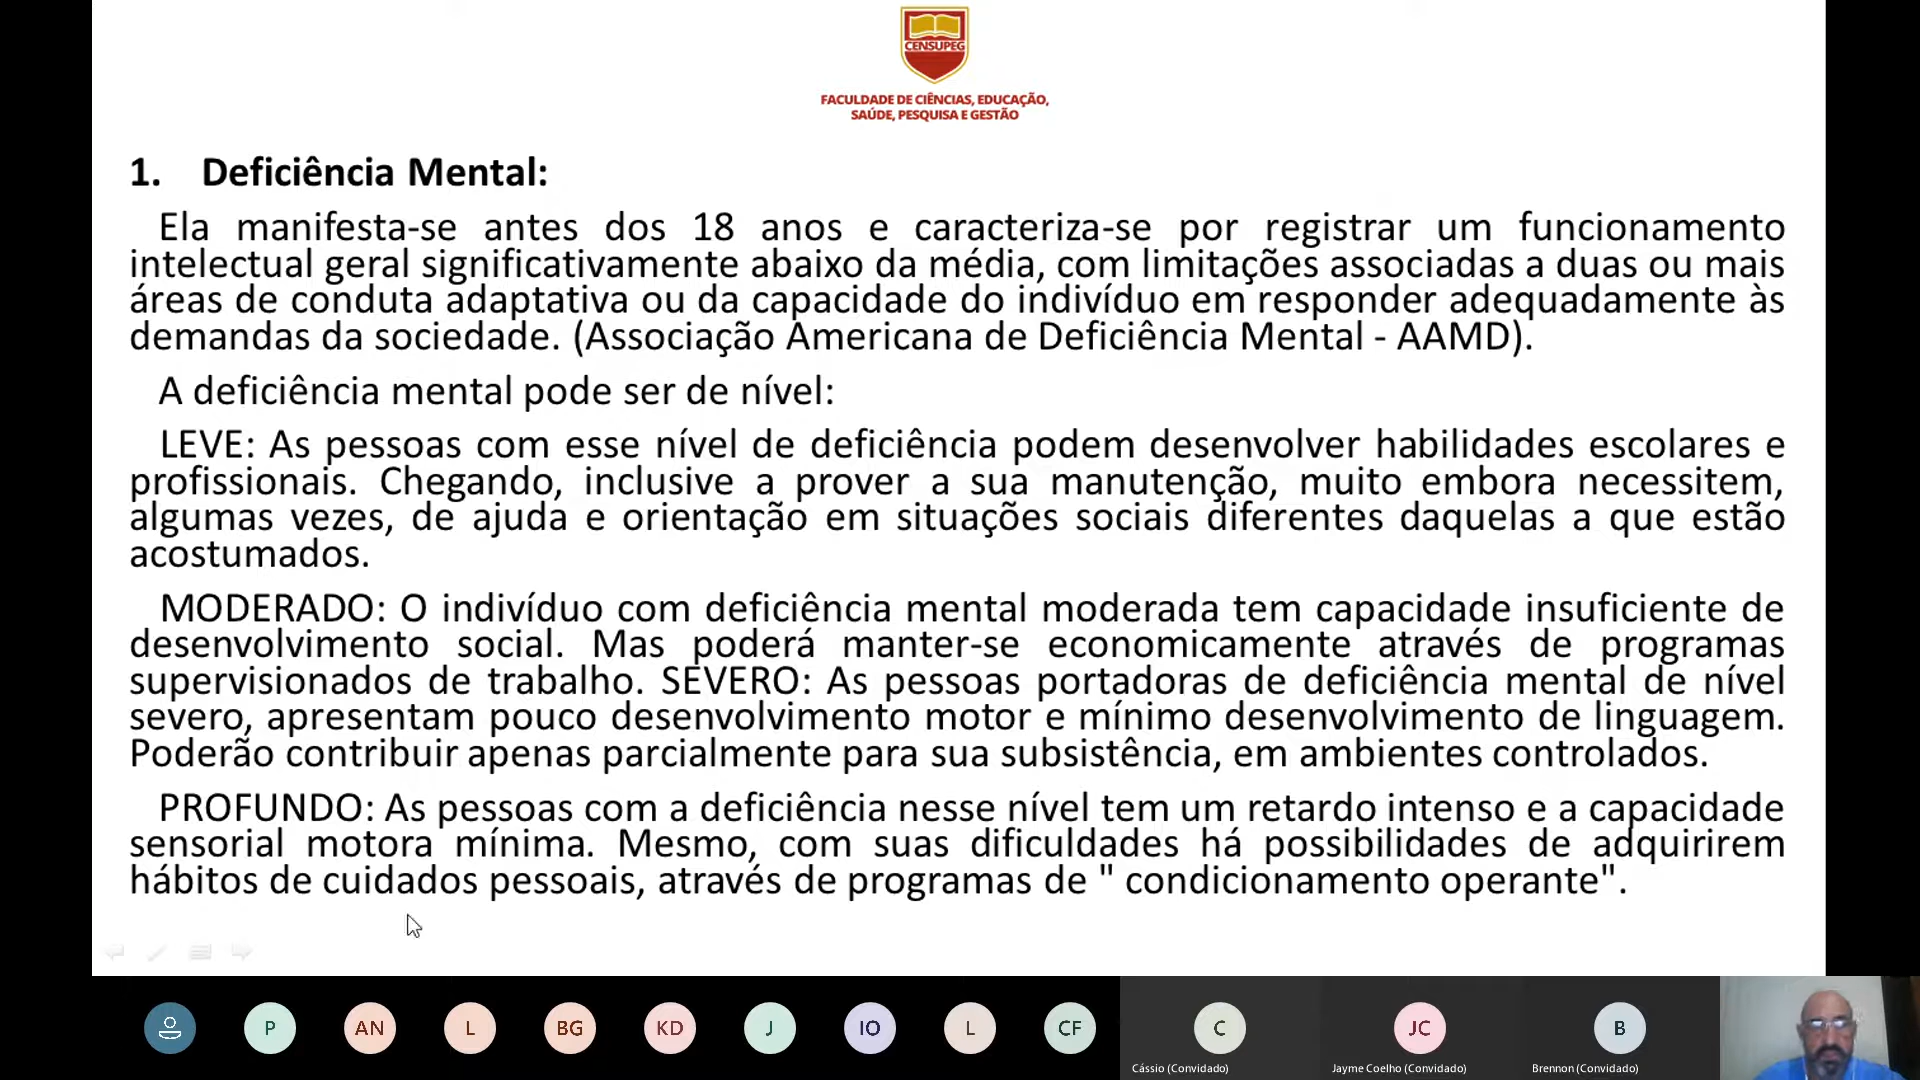 CENSUPEG
FACULDADE DE CIÊNCIAS, EDUCAÇÃO,
SAÚDE, PESQUISA E GESTÃO
1. Deficiência Mental:
Ela manifesta-se antes dos 18 anos e caracteriza-se por registrar um funcionamento
intelectual geral significativamente abaixo da média, com limitações associadas a duas ou mais
áreas de conduta adaptativa ou da capacidade do indivíduo em responder adequadamente às
demandas da sociedade. (Associação Americana de Deficiência Mental - AAMD).
A deficiência mental pode ser de nível:
LEVE: As pessoas com esse nível de deficiência podem desenvolver habilidades escolares e
profissionais. Chegando, inclusive a prover a sua manutenção, muito embora necessitem,
algumas vezes, de ajuda e orientação em situações sociais diferentes daquelas a que estão
acostumados.
MODERADO: O indivíduo com deficiência mental moderada tem capacidade insuficiente de
desenvolvimento social. Mas poderá manter-se economicamente através de programas
supervisionados de trabalho. SEVERO: As pessoas portadoras de deficiência mental de nível
severo, apresentam pouco desenvolvimento motor e mínimo desenvolvimento de linguagem.
Poderão contribuir apenas parcialmente para sua subsistência, em ambientes controlados.
PROFUNDO: As pessoas com a deficiência nesse nível tem um retardo intenso e a capacidade
sensorial motora mínima. Mesmo, com suas dificuldades há possibilidades de adquirirem
hábitos de cuidados pessoais, através de programas de " condicionamento operante".
P AN L BG KD J IO L CF C JC B
Cássio (Convidado) Jayme Coelho (Convidado) Brennon (Convidado)